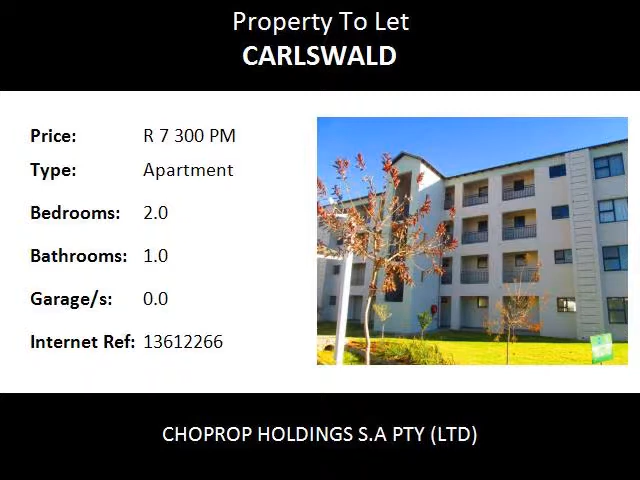 Property To Let
CARLSWALD
Price: R 7 300 PM
Type: Apartment
Bedrooms: 2.0
Bathrooms: 1.0
Garage/s: 0.0
Internet Ref: 13612266
CHOPROP HOLDINGS S.A PTY (LTD)